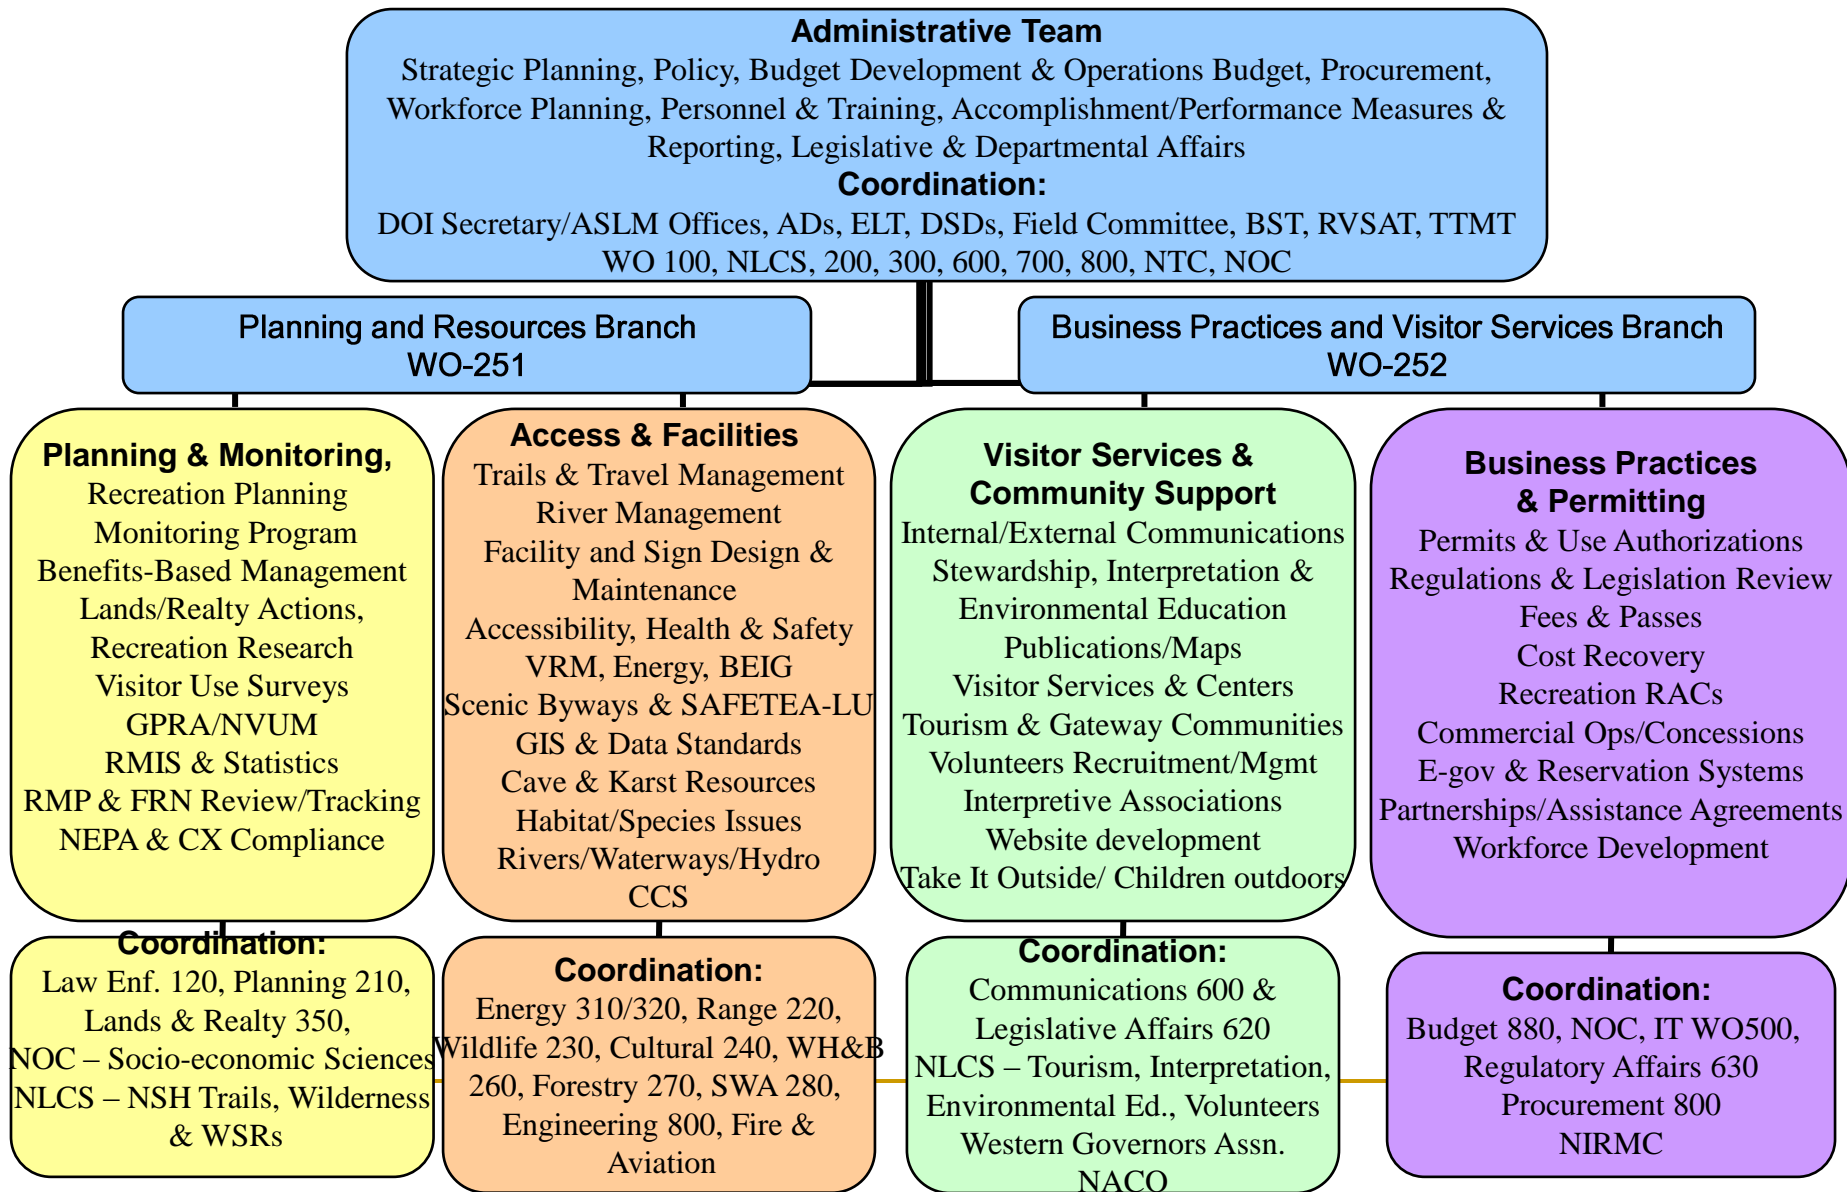 Administrative Team
Strategic Planning, Policy, Budget Development & Operations Budget, Procurement,
Workforce Planning, Personnel & Training, Accomplishment/Performance Measures &
Reporting, Legislative & Departmental Affairs
Coordination:
DOI Secretary/ASLM Offices, ADs, ELT, DSDs, Field Committee, BST, RVSAT, TTMT
WO 100, NLCS, 200, 300, 600, 700, 800, NTC, NOC
Planning and Resources Branch
WO-251
Business Practices and Visitor Services Branch
WO-252
Planning & Monitoring,
Recreation Planning
Monitoring Program
Benefits-Based Management
Lands/Realty Actions,
Recreation Research
Visitor Use Surveys
GPRA/NVUM
RMIS & Statistics
RMP & FRN Review/Tracking
NEPA & CX Compliance
Access & Facilities
Trails & Travel Management
River Management
Facility and Sign Design &
Maintenance
Accessibility, Health & Safety
VRM, Energy, BEIG
Scenic Byways & SAFETEA-LU
GIS & Data Standards
Cave & Karst Resources
Habitat/Species Issues
Rivers/Waterways/Hydro
CCS
Visitor Services &
Community Support
Internal/External Communications
Stewardship, Interpretation &
Environmental Education
Publications/Maps
Visitor Services & Centers
Tourism & Gateway Communities
Volunteers Recruitment/Mgmt
Interpretive Associations
Website development
Take It Outside/ Children outdoors
Business Practices
& Permitting
Permits & Use Authorizations
Regulations & Legislation Review
Fees & Passes
Cost Recovery
Recreation RACs
Commercial Ops/Concessions
E-gov & Reservation Systems
Partnerships/Assistance Agreements
Workforce Development
Coordination:
Law Enf. 120, Planning 210,
Lands & Realty 350,
NOC – Socio-economic Sciences
NLCS – NSH Trails, Wilderness
& WSRs
Coordination:
Energy 310/320, Range 220,
Wildlife 230, Cultural 240, WH&B
260, Forestry 270, SWA 280,
Engineering 800, Fire &
Aviation
Coordination:
Communications 600 &
Legislative Affairs 620
NLCS – Tourism, Interpretation,
Environmental Ed., Volunteers
Western Governors Assn.
NACO
Coordination:
Budget 880, NOC, IT WO500,
Regulatory Affairs 630
Procurement 800
NIRMC